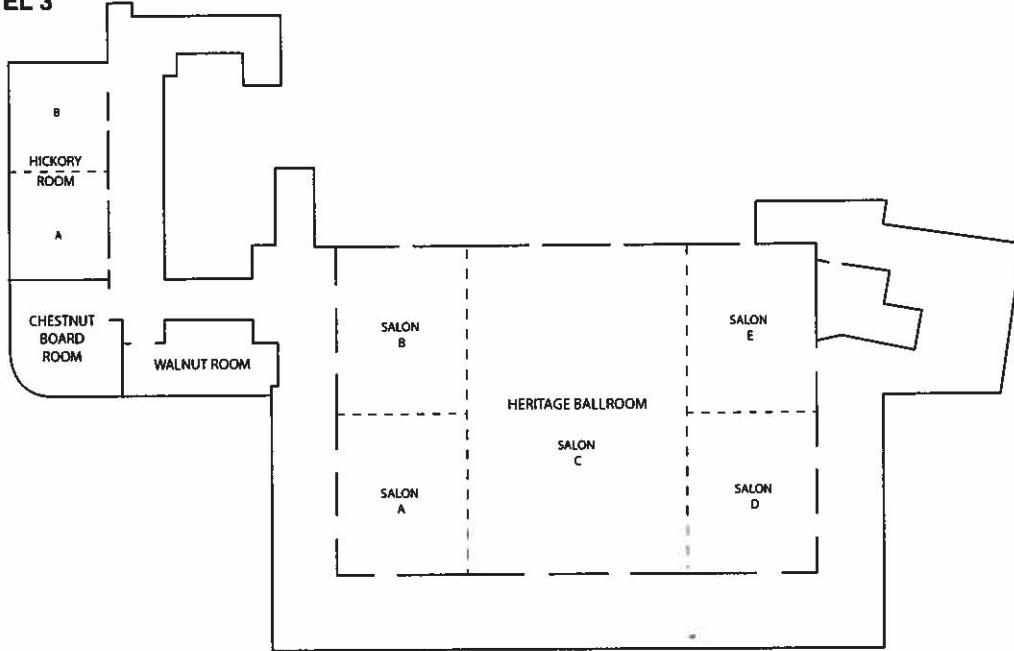 EL 3
B
HICKORY
ROOM
A
CHESTNUT
BOARD
ROOM
WALNUT ROOM
SALON
B
SALON
A
HERITAGE BALLROOM
SALON
C
SALON
E
SALON
D